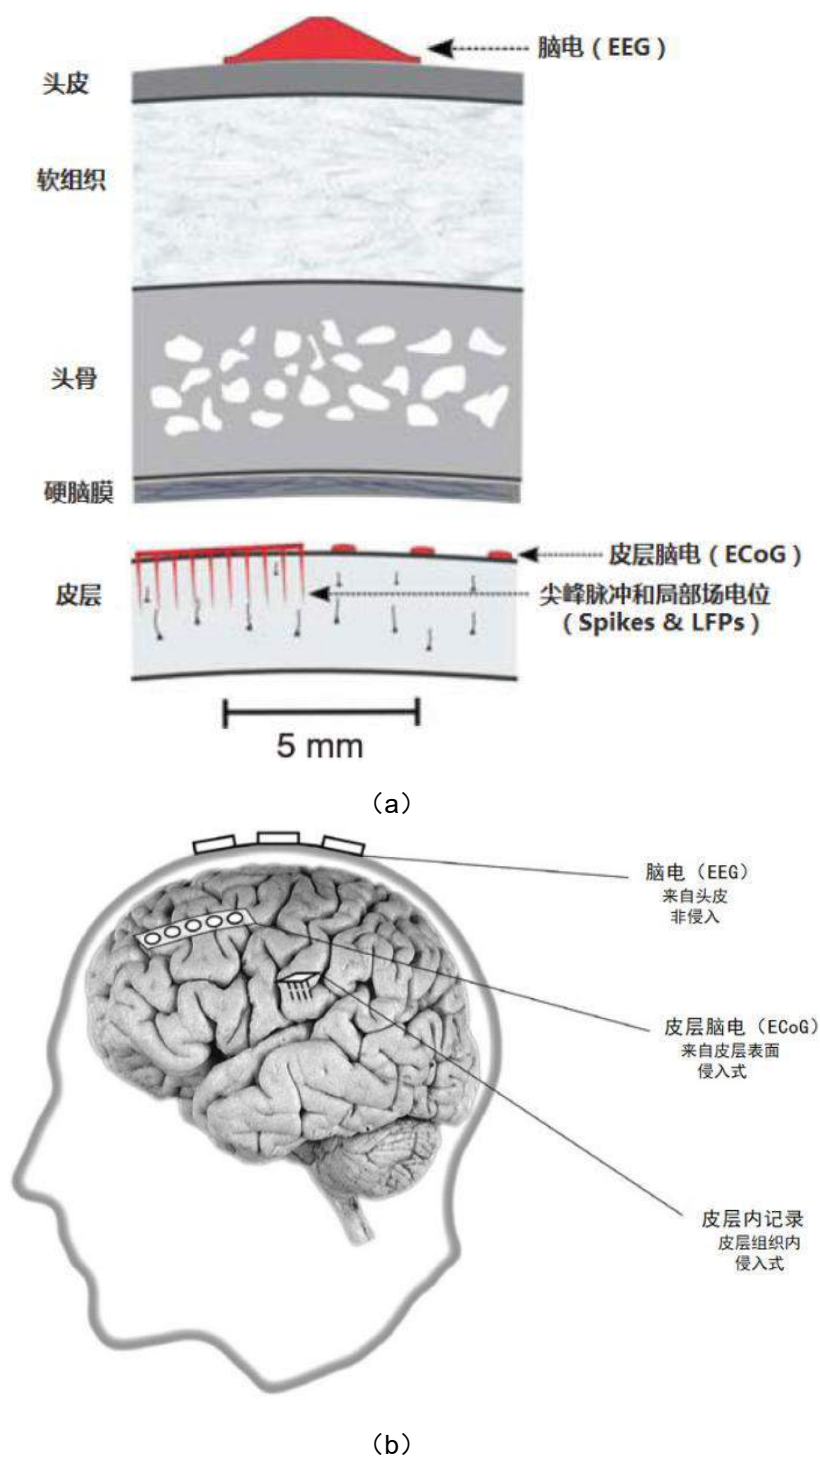 脑电（EEG）
头皮
软组织
头骨
硬脑膜
皮层脑电（ECoG）
皮层
尖峰脉冲和局部场电位
（Spikes & LFPs）
5 mm
（a）
脑电（EEG）
来自头皮
非侵入
皮层脑电（ECoG）
来自皮层表面
侵入式
皮层内记录
皮层组织内
侵入式
（b）